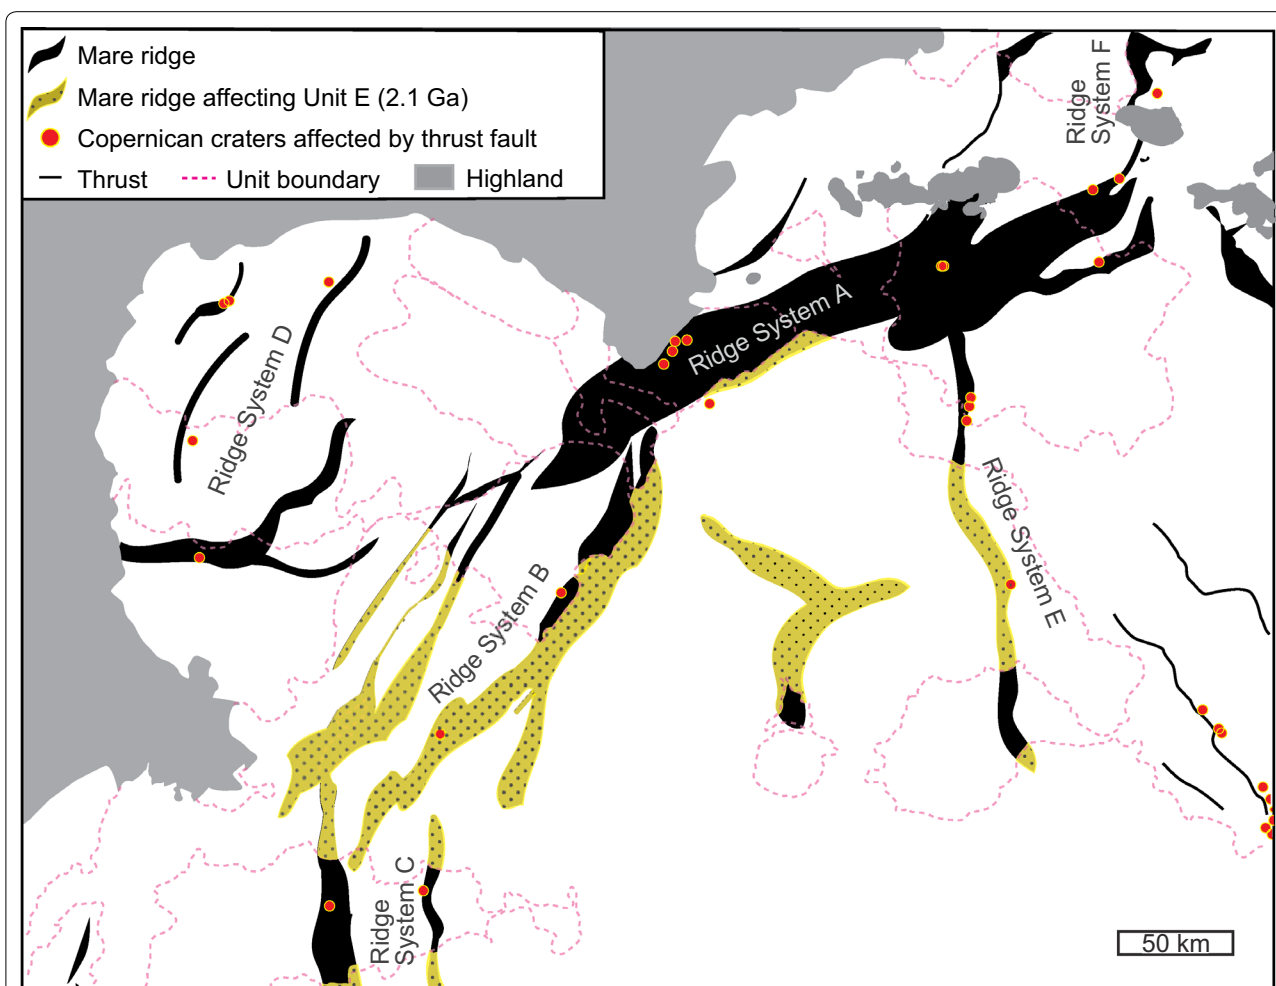 Mare ridge
Mare ridge affecting Unit E (2.1 Ga)
Copernican craters affected by thrust fault
Thrust
Unit boundary
Highland
Ridge
System F
Ridge System A
Ridge System D
Ridge System E
Ridge System B
Ridge
System C
50 km